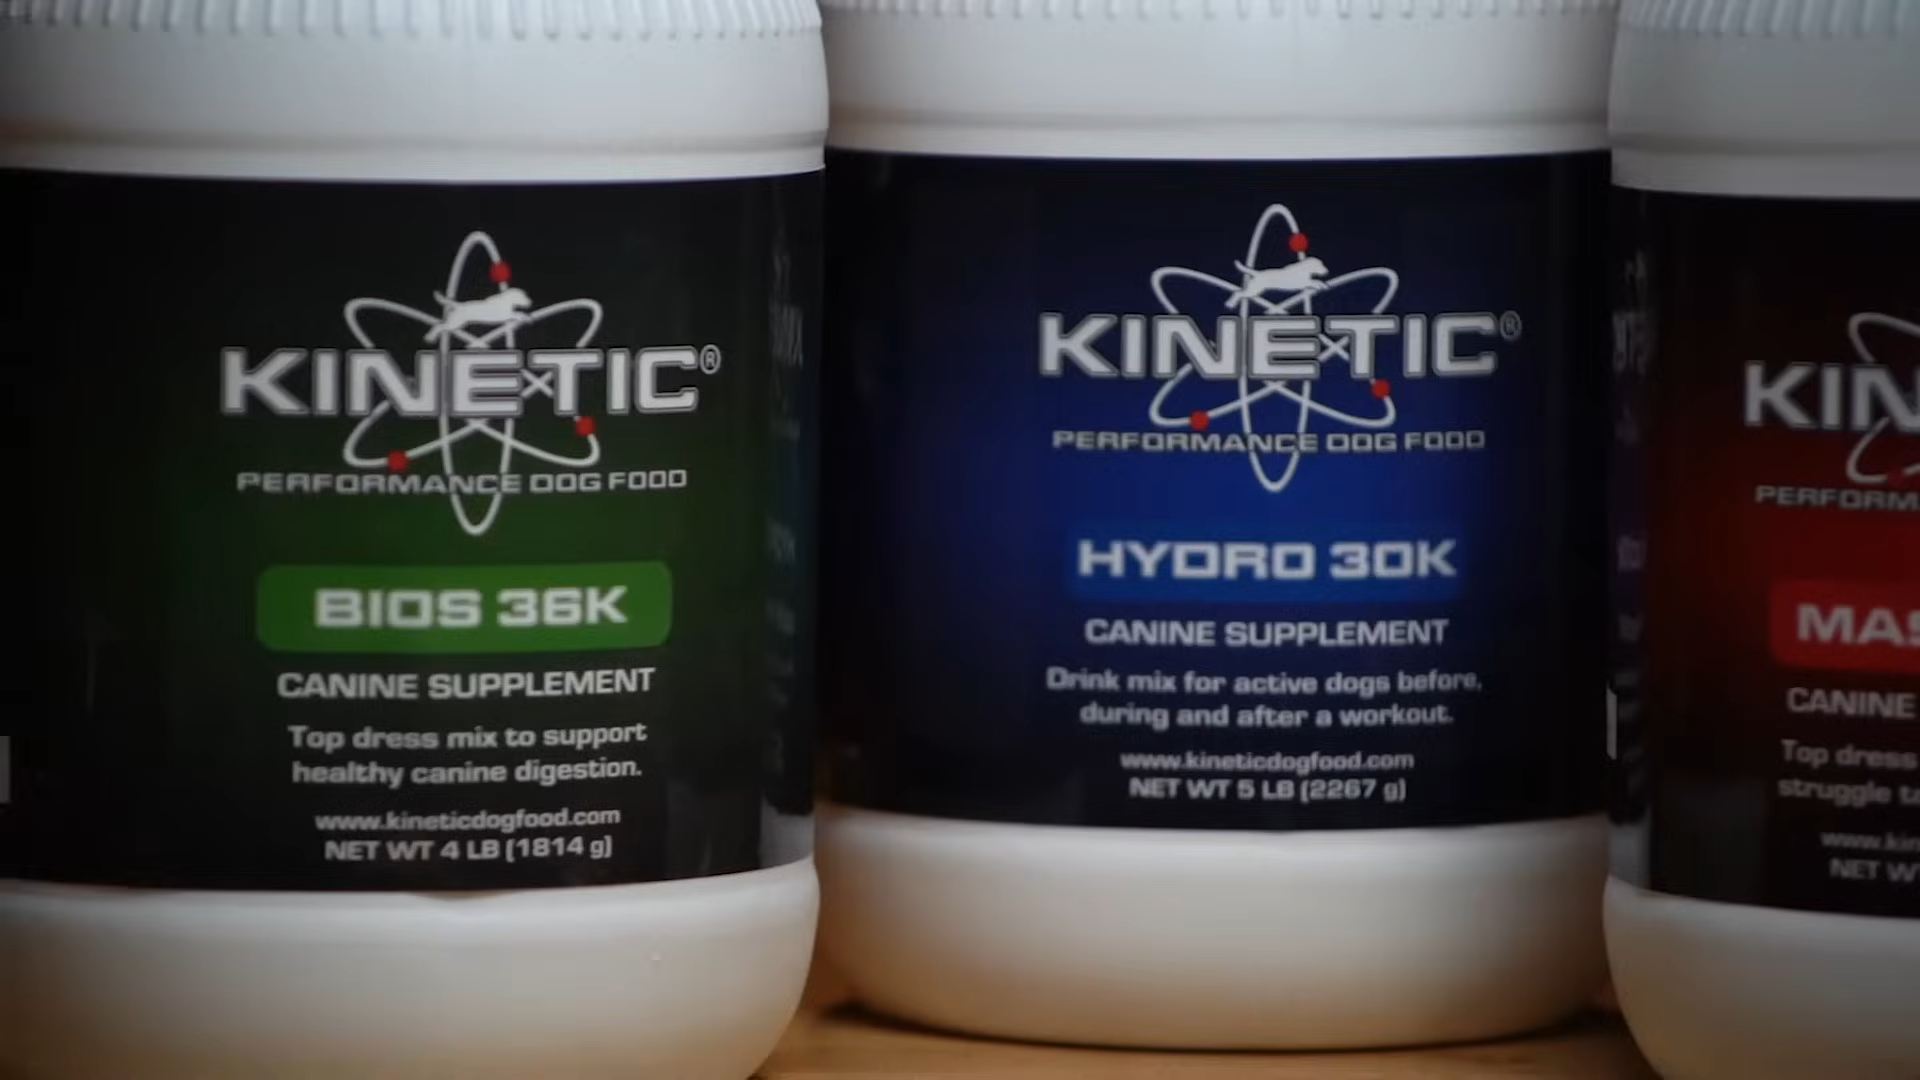 KINETIC®
PERFORMANCE DOG FOOD
BIOS 36K
CANINE SUPPLEMENT
Top dress mix to support
healthy canine digestion.
www.kineticdogfood.com
NET WT 4 LB (1814 g)
KINETIC®
PERFORMANCE DOG FOOD
HYDRO 30K
CANINE SUPPLEMENT
Drink mix for active dogs before,
during and after a workout.
www.kineticdogfood.com
NET WT 5 LB (2267 g)
KIN
PERFORM
MAS
CANINE
Top dress
struggle
www.kin
NET W